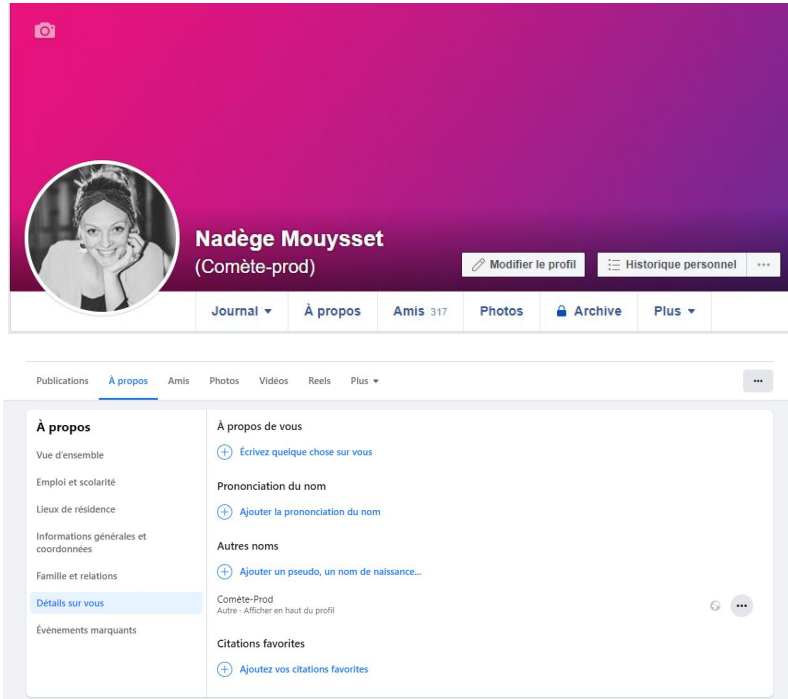 Nadège Mouysset
(Comète-prod)
Modifier le profil
Historique personnel
...
Journal
À propos
Amis 317
Photos
Archive
Plus
Publications
À propos
Amis
Photos
Vidéos
Reels
Plus
...
À propos
Vue d'ensemble
Emploi et scolarité
Lieux de résidence
Informations générales et
coordonnées
Famille et relations
Détails sur vous
Évènements marquants
À propos de vous
Écrivez quelque chose sur vous
Prononciation du nom
Ajouter la prononciation du nom
Autres noms
Ajouter un pseudo, un nom de naissance...
Comète-Prod
Autre · Afficher en haut du profil
...
Citations favorites
Ajoutez vos citations favorites